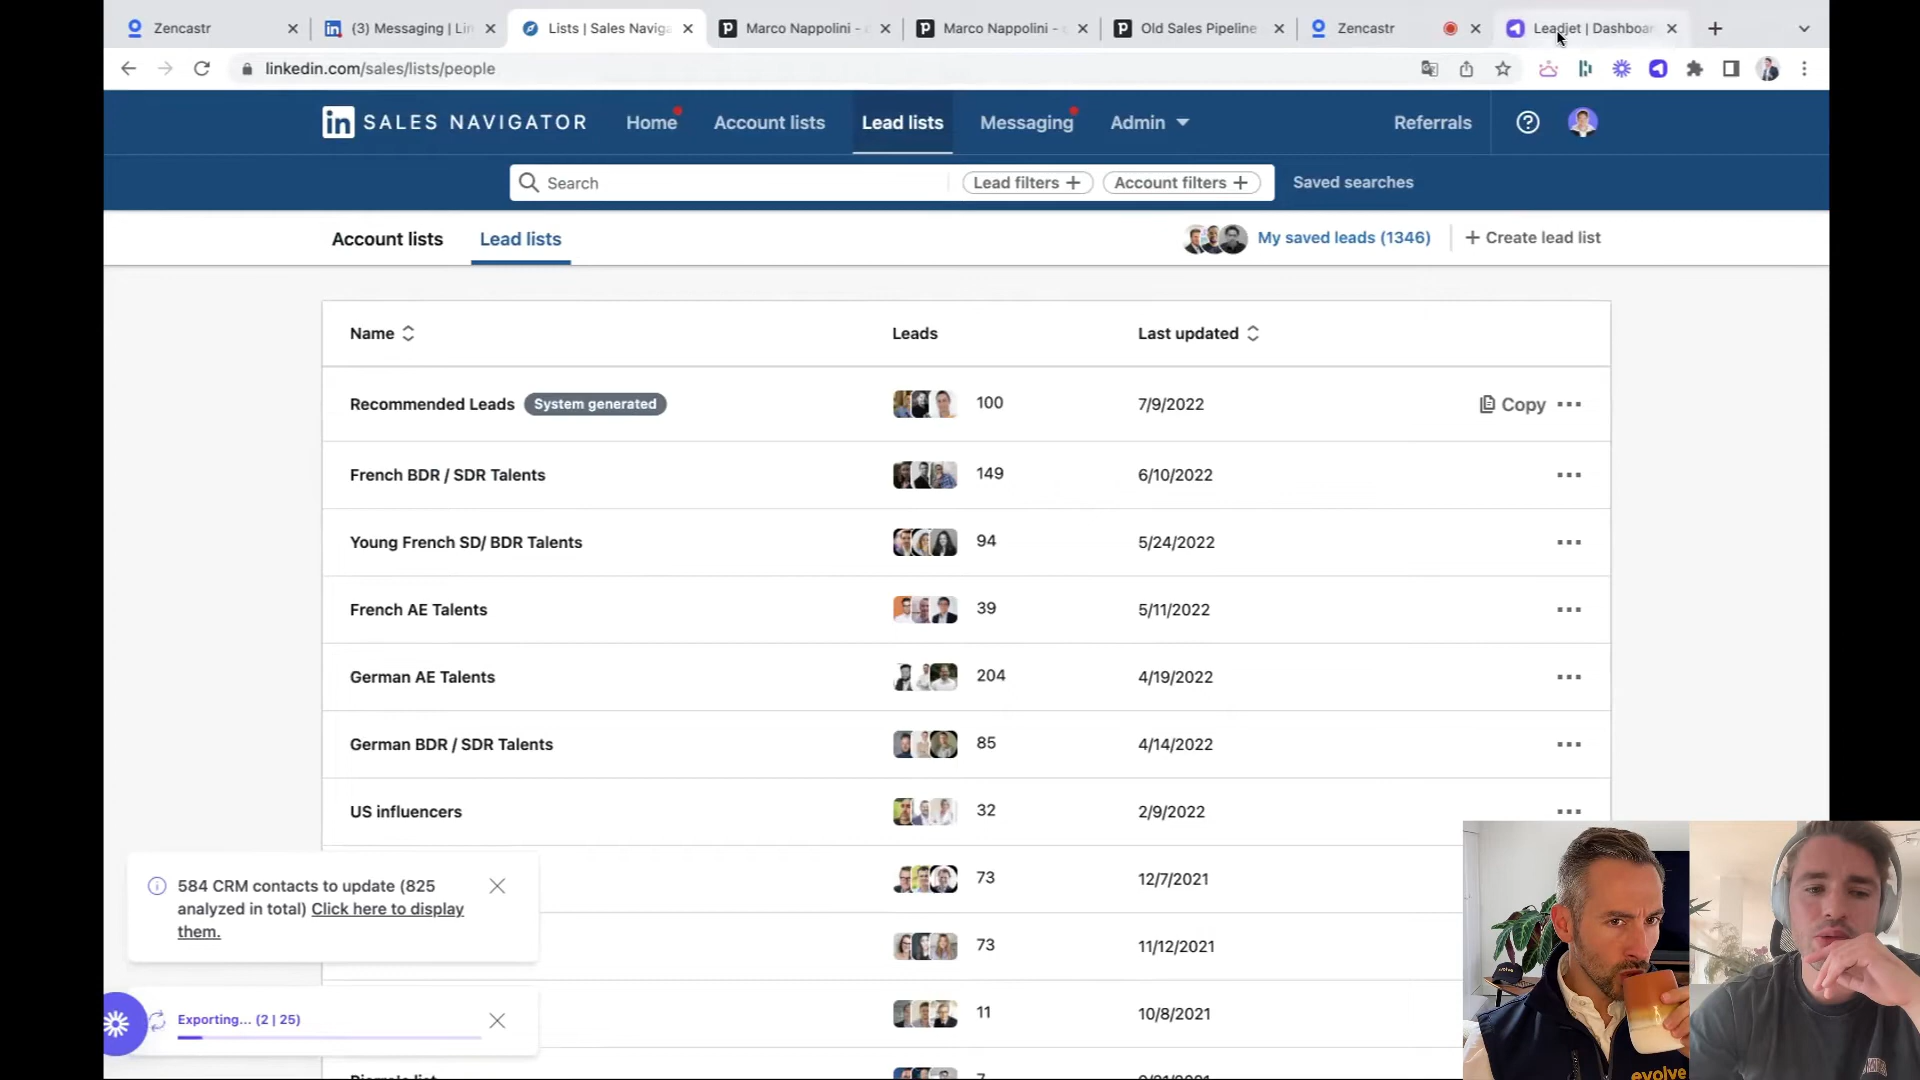 Zencastr
(3) Messaging | Lin
Lists | Sales Naviga
Marco Nappolini -
Marco Nappolini -
Old Sales Pipeline
Zencastr
Leadjet | Dashboar
linkedin.com/sales/lists/people
in SALES NAVIGATOR
Home
Account lists
Lead lists
Messaging
Admin
Referrals
Search
Lead filters +
Account filters +
Saved searches
Account lists
Lead lists
My saved leads (1346)
+ Create lead list
Name
Leads
Last updated
Recommended Leads System generated 100 7/9/2022 Copy
French BDR / SDR Talents 149 6/10/2022
Young French SD/ BDR Talents 94 5/24/2022
French AE Talents 39 5/11/2022
German AE Talents 204 4/19/2022
German BDR / SDR Talents 85 4/14/2022
US influencers 32 2/9/2022
73 12/7/2021
73 11/12/2021
11 10/8/2021
584 CRM contacts to update (825
analyzed in total) Click here to display
them.
Exporting... (2 | 25)
evolve